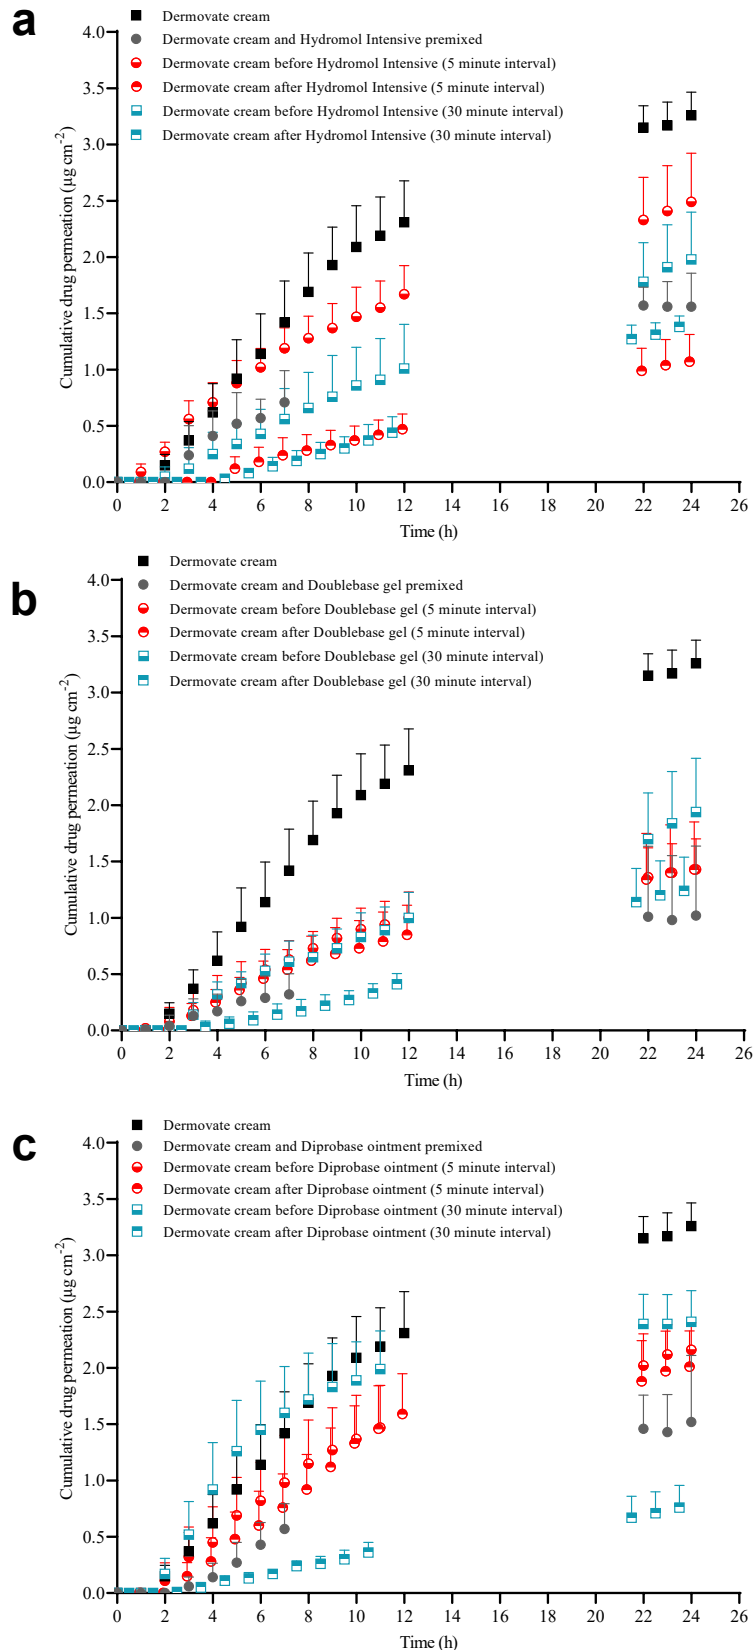 a
Dermovate cream
Dermovate cream and Hydromol Intensive premixed
Dermovate cream before Hydromol Intensive (5 minute interval)
Dermovate cream after Hydromol Intensive (5 minute interval)
Dermovate cream before Hydromol Intensive (30 minute interval)
Dermovate cream after Hydromol Intensive (30 minute interval)
Cumulative drug permeation (µg cm⁻²)
4.0
3.5
3.0
2.5
2.0
1.5
1.0
0.5
0.0
0 2 4 6 8 10 12 14 16 18 20 22 24 26
Time (h)
b
Dermovate cream
Dermovate cream and Doublebase gel premixed
Dermovate cream before Doublebase gel (5 minute interval)
Dermovate cream after Doublebase gel (5 minute interval)
Dermovate cream before Doublebase gel (30 minute interval)
Dermovate cream after Doublebase gel (30 minute interval)
Cumulative drug permeation (µg cm⁻²)
4.0
3.5
3.0
2.5
2.0
1.5
1.0
0.5
0.0
0 2 4 6 8 10 12 14 16 18 20 22 24 26
Time (h)
c
Dermovate cream
Dermovate cream and Diprobase ointment premixed
Dermovate cream before Diprobase ointment (5 minute interval)
Dermovate cream after Diprobase ointment (5 minute interval)
Dermovate cream before Diprobase ointment (30 minute interval)
Dermovate cream after Diprobase ointment (30 minute interval)
Cumulative drug permeation (µg cm⁻²)
4.0
3.5
3.0
2.5
2.0
1.5
1.0
0.5
0.0
0 2 4 6 8 10 12 14 16 18 20 22 24 26
Time (h)